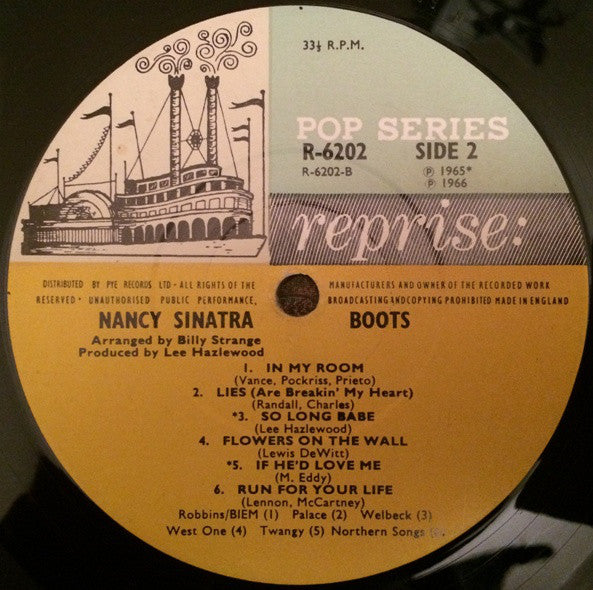 33⅓ R.P.M.
POP SERIES
R-6202 SIDE 2
R-6202-B ℗ 1965*
℗ 1966
reprise:
DISTRIBUTED BY PYE RECORDS LTD · ALL RIGHTS OF THE MANUFACTURERS AND OWNER OF THE RECORDED WORK
RESERVED · UNAUTHORISED PUBLIC PERFORMANCE, BROADCASTING AND COPYING PROHIBITED MADE IN ENGLAND
NANCY SINATRA BOOTS
Arranged by Billy Strange
Produced by Lee Hazlewood
1. IN MY ROOM
(Vance, Pockriss, Prieto)
2. LIES (Are Breakin' My Heart)
(Randall, Charles)
*3. SO LONG BABE
(Lee Hazlewood)
4. FLOWERS ON THE WALL
(Lewis DeWitt)
*5. IF HE'D LOVE ME
(M. Eddy)
6. RUN FOR YOUR LIFE
(Lennon, McCartney)
Robbins/BIEM (1) Palace (2) Welbeck (3)
West One (4) Twangy (5) Northern Songs